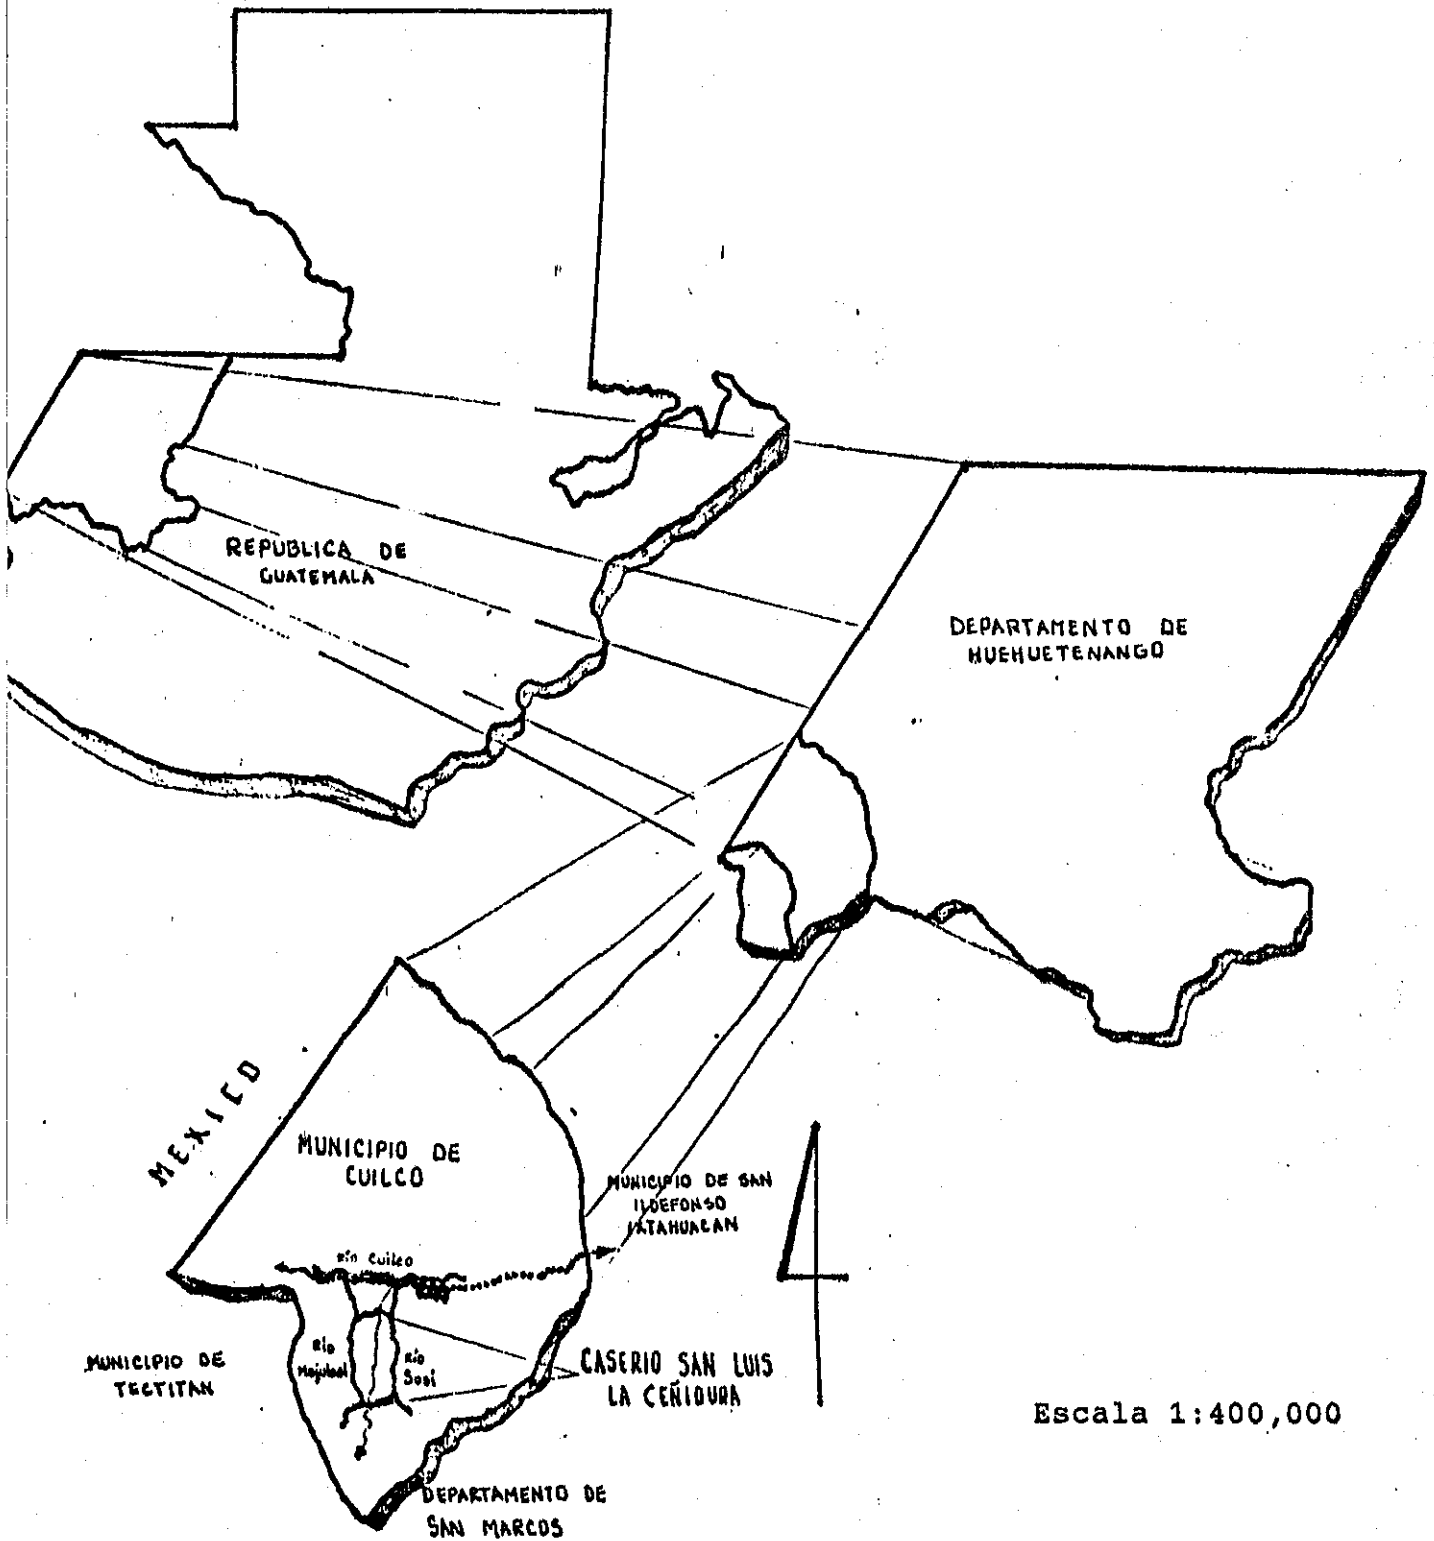 REPUBLICA DE
GUATEMALA
DEPARTAMENTO DE
HUEHUETENANGO
MEXICO
MUNICIPIO DE
CUILCO
MUNICIPIO DE SAN
ILDEFONSO
IXTAHUACAN
Río Cuilco
Río
Río
Sosí
MUNICIPIO DE
TECTITAN
CASERIO SAN LUIS
LA CEÑIDURA
Escala 1:400,000
DEPARTAMENTO DE
SAN MARCOS